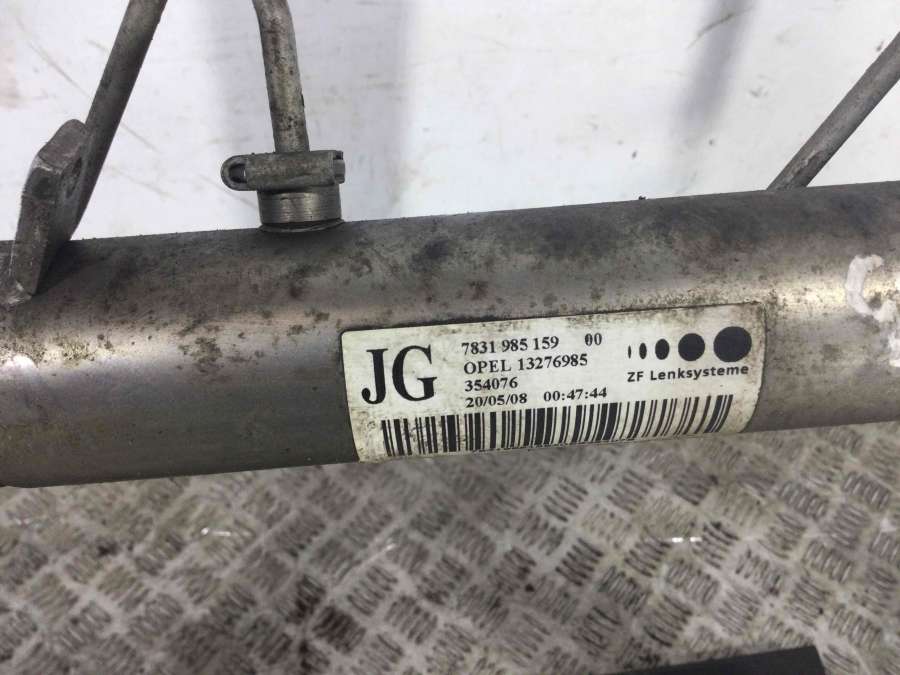 JG
7831 985 159 00
OPEL 13276985
354076
20/05/08 00:47:44
ZF Lenksysteme